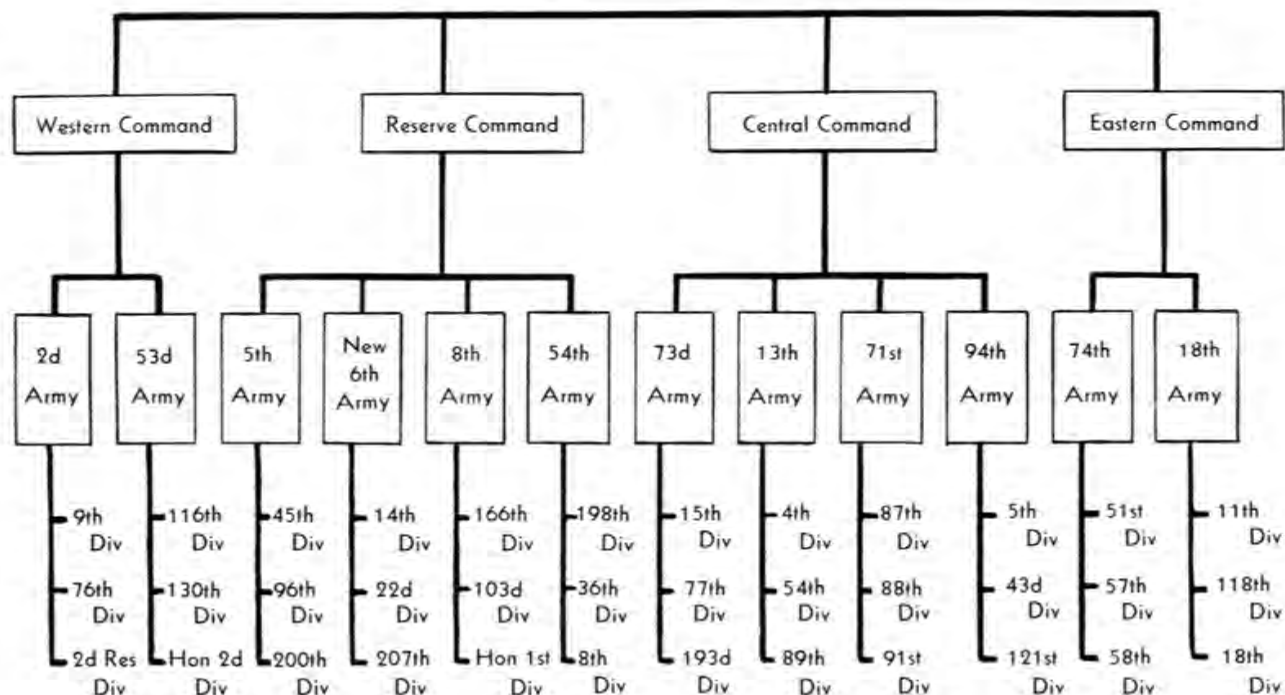 Western Command
Reserve Command
Central Command
Eastern Command
2d
Army
53d
Army
5th
Army
New
6th
Army
8th
Army
54th
Army
73d
Army
13th
Army
71st
Army
94th
Army
74th
Army
18th
Army
9th
Div
76th
Div
2d Res
Div
116th
Div
130th
Div
Hon 2d
Div
45th
Div
96th
Div
200th
Div
14th
Div
22d
Div
207th
Div
166th
Div
103d
Div
Hon 1st
Div
198th
Div
36th
Div
8th
Div
15th
Div
77th
Div
193d
Div
4th
Div
54th
Div
89th
Div
87th
Div
88th
Div
91st
Div
5th
Div
43d
Div
121st
Div
51st
Div
57th
Div
58th
Div
11th
Div
118th
Div
18th
Div